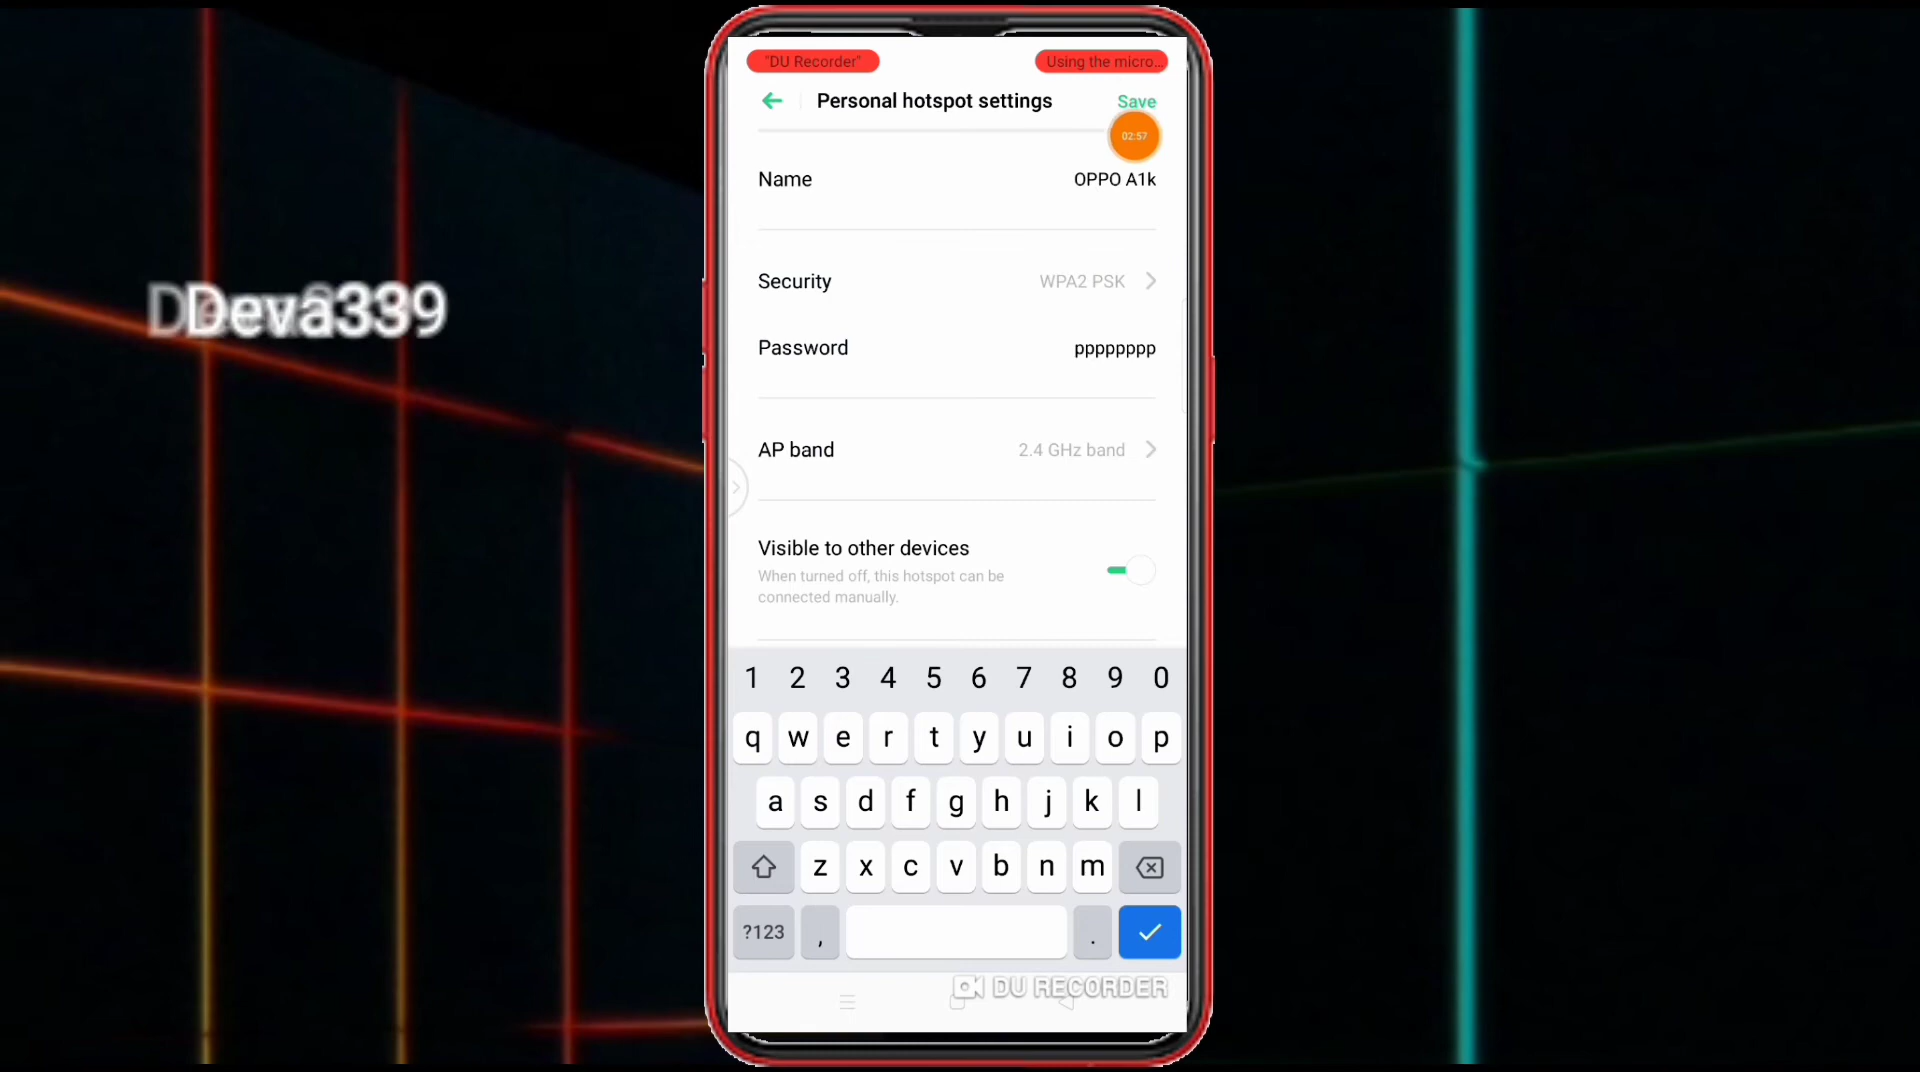 "DU Recorder" Using the micro...
Personal hotspot settings Save
02:57
Name OPPO A1k
Security WPA2 PSK
Deva339
Password pppppppp
AP band 2.4 GHz band
Visible to other devices
When turned off, this hotspot can be
connected manually.
1 2 3 4 5 6 7 8 9 0
q w e r t y u i o p
a s d f g h j k l
z x c v b n m
?123 , .
DU RECORDER